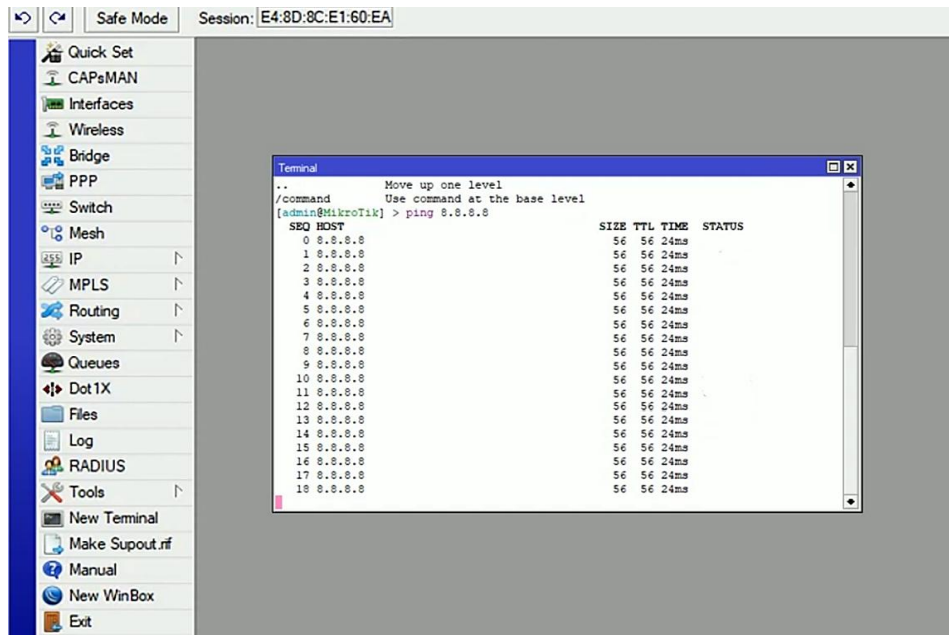 Safe Mode Session: E4:8D:8C:E1:60:EA
Quick Set
CAPsMAN
Interfaces
Wireless
Bridge
PPP
Switch
Mesh
255 IP
MPLS
Routing
System
Queues
Dot1X
Files
Log
RADIUS
Tools
New Terminal
Make Supout.rif
Manual
New WinBox
Exit
Terminal
.. Move up one level
/command Use command at the base level
[admin@MikroTik] > ping 8.8.8.8
SEQ HOST SIZE TTL TIME STATUS
0 8.8.8.8 56 56 24ms
1 8.8.8.8 56 56 24ms
2 8.8.8.8 56 56 24ms
3 8.8.8.8 56 56 24ms
4 8.8.8.8 56 56 24ms
5 8.8.8.8 56 56 24ms
6 8.8.8.8 56 56 24ms
7 8.8.8.8 56 56 24ms
8 8.8.8.8 56 56 24ms
9 8.8.8.8 56 56 24ms
10 8.8.8.8 56 56 24ms
11 8.8.8.8 56 56 24ms
12 8.8.8.8 56 56 24ms
13 8.8.8.8 56 56 24ms
14 8.8.8.8 56 56 24ms
15 8.8.8.8 56 56 24ms
16 8.8.8.8 56 56 24ms
17 8.8.8.8 56 56 24ms
18 8.8.8.8 56 56 24ms